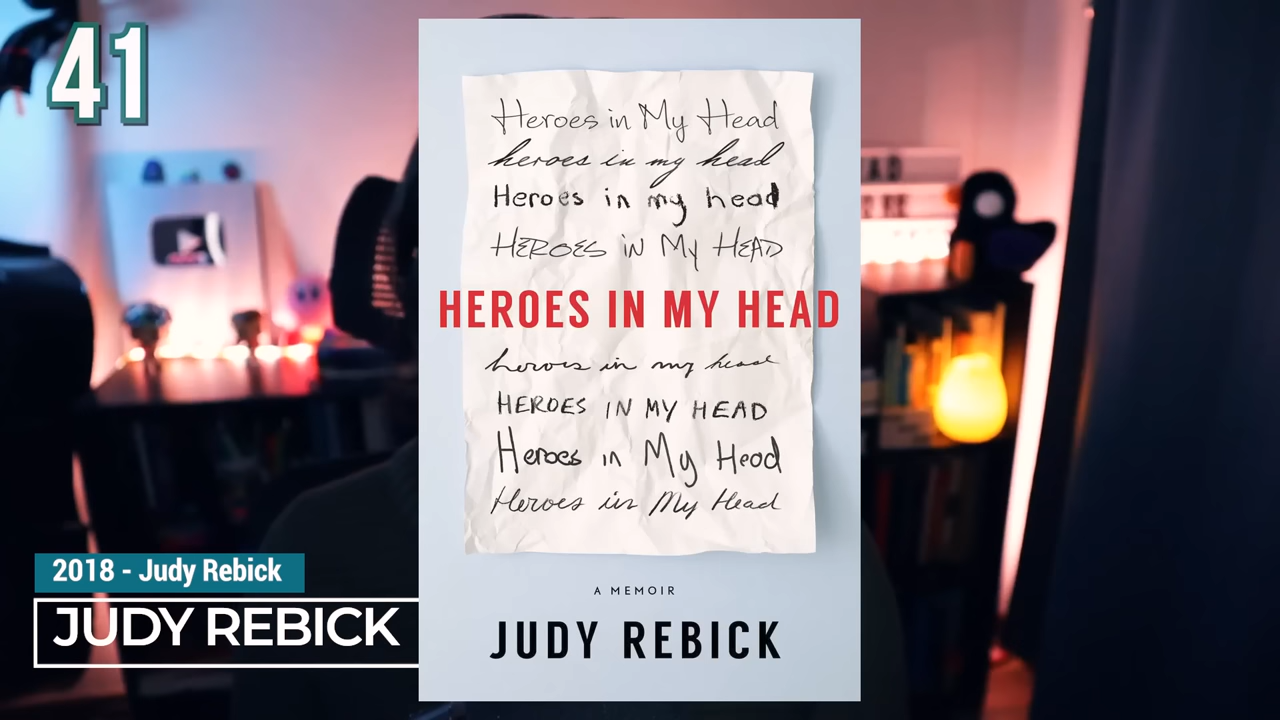 41
Heroes in My Head
heroes in my head
Heroes in my head
HEROES iN My HEAD
HEROES IN MY HEAD
heroes in my head
HEROES IN MY HEAD
Heroes in My Head
Heroes in My Head
A MEMOIR
JUDY REBICK
2018 - Judy Rebick
JUDY REBICK